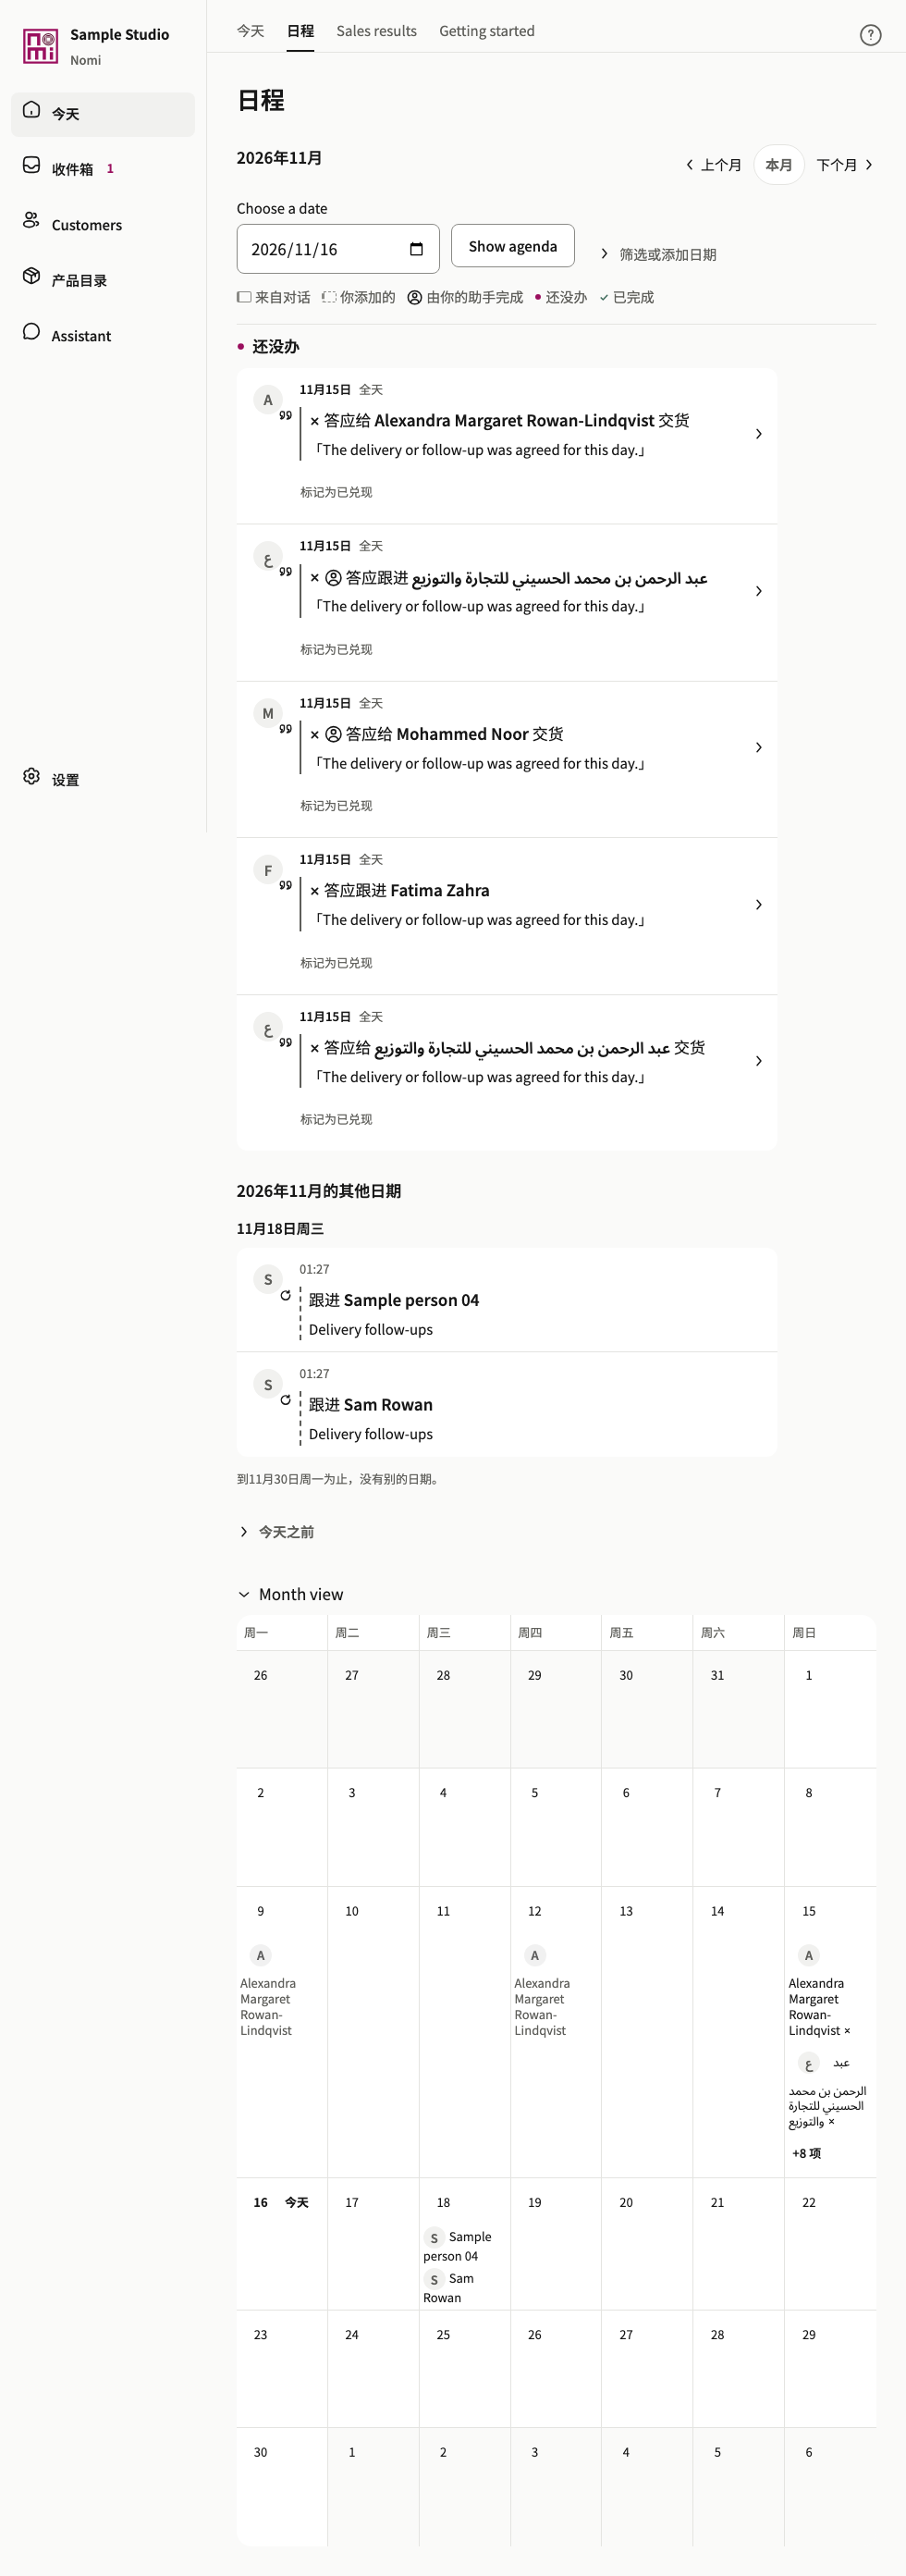 nomi
Sample Studio
Nomi
今天
收件箱 1
Customers
产品目录
Assistant
设置
今天 日程 Sales results Getting started
日程
2026年11月
上个月 本月 下个月
Choose a date
2026/11/16 Show agenda 筛选或添加日期
来自对话 你添加的 由你的助手完成 还没办 已完成
还没办
A 11月15日 全天
× 答应给 Alexandra Margaret Rowan-Lindqvist 交货
「The delivery or follow-up was agreed for this day.」
标记为已兑现
ع 11月15日 全天
× 答应跟进 عبد الرحمن بن محمد الحسيني للتجارة والتوزيع
「The delivery or follow-up was agreed for this day.」
标记为已兑现
M 11月15日 全天
× 答应给 Mohammed Noor 交货
「The delivery or follow-up was agreed for this day.」
标记为已兑现
F 11月15日 全天
× 答应跟进 Fatima Zahra
「The delivery or follow-up was agreed for this day.」
标记为已兑现
ع 11月15日 全天
× 答应给 عبد الرحمن بن محمد الحسيني للتجارة والتوزيع 交货
「The delivery or follow-up was agreed for this day.」
标记为已兑现
2026年11月的其他日期
11月18日周三
S 01:27
跟进 Sample person 04
Delivery follow-ups
S 01:27
跟进 Sam Rowan
Delivery follow-ups
到11月30日周一为止，没有别的日期。
今天之前
Month view
周一 周二 周三 周四 周五 周六 周日
26 27 28 29 30 31 1
2 3 4 5 6 7 8
9 10 11 12 13 14 15
A
Alexandra
Margaret
Rowan-
Lindqvist
A
Alexandra
Margaret
Rowan-
Lindqvist
A
Alexandra
Margaret
Rowan-
Lindqvist ×
ع عبد
الرحمن بن محمد
الحسيني للتجارة
والتوزيع ×
+8 项
16 今天 17 18 19 20 21 22
S Sample
person 04
S Sam
Rowan
23 24 25 26 27 28 29
30 1 2 3 4 5 6